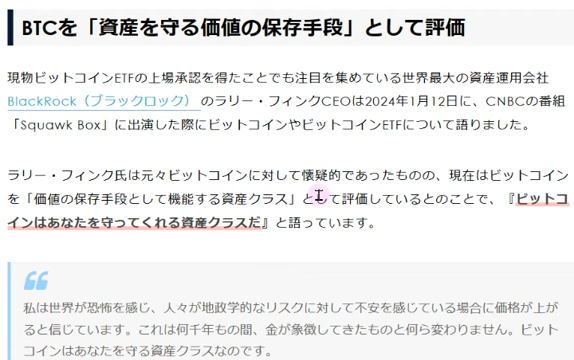 BTCを「資産を守る価値の保存手段」として評価
現物ビットコインETFの上場承認を得たことでも注目を集めている世界最大の資産運用会社
BlackRock（ブラックロック） のラリー・フィンクCEOは2024年1月12日に、CNBCの番組
「Squawk Box」に出演した際にビットコインやビットコインETFについて語りました。
ラリー・フィンク氏は元々ビットコインに対して懐疑的であったものの、現在はビットコイン
を「価値の保存手段として機能する資産クラス」として評価しているとのことで、『ビットコ
インはあなたを守ってくれる資産クラスだ』と語っています。
私は世界が恐怖を感じ、人々が地政学的なリスクに対して不安を感じている場合に価格が上が
ると信じています。これは何千年もの間、金が象徴してきたものと何ら変わりません。ビット
コインはあなたを守る資産クラスなのです。